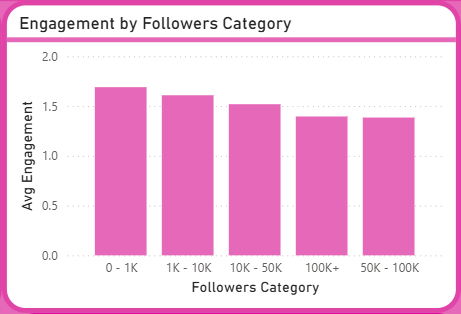 Engagement by Followers Category
2.0
1.5
1.0
0.5
0.0
Avg Engagement
0 - 1K 1K - 10K 10K - 50K 100K+ 50K - 100K
Followers Category